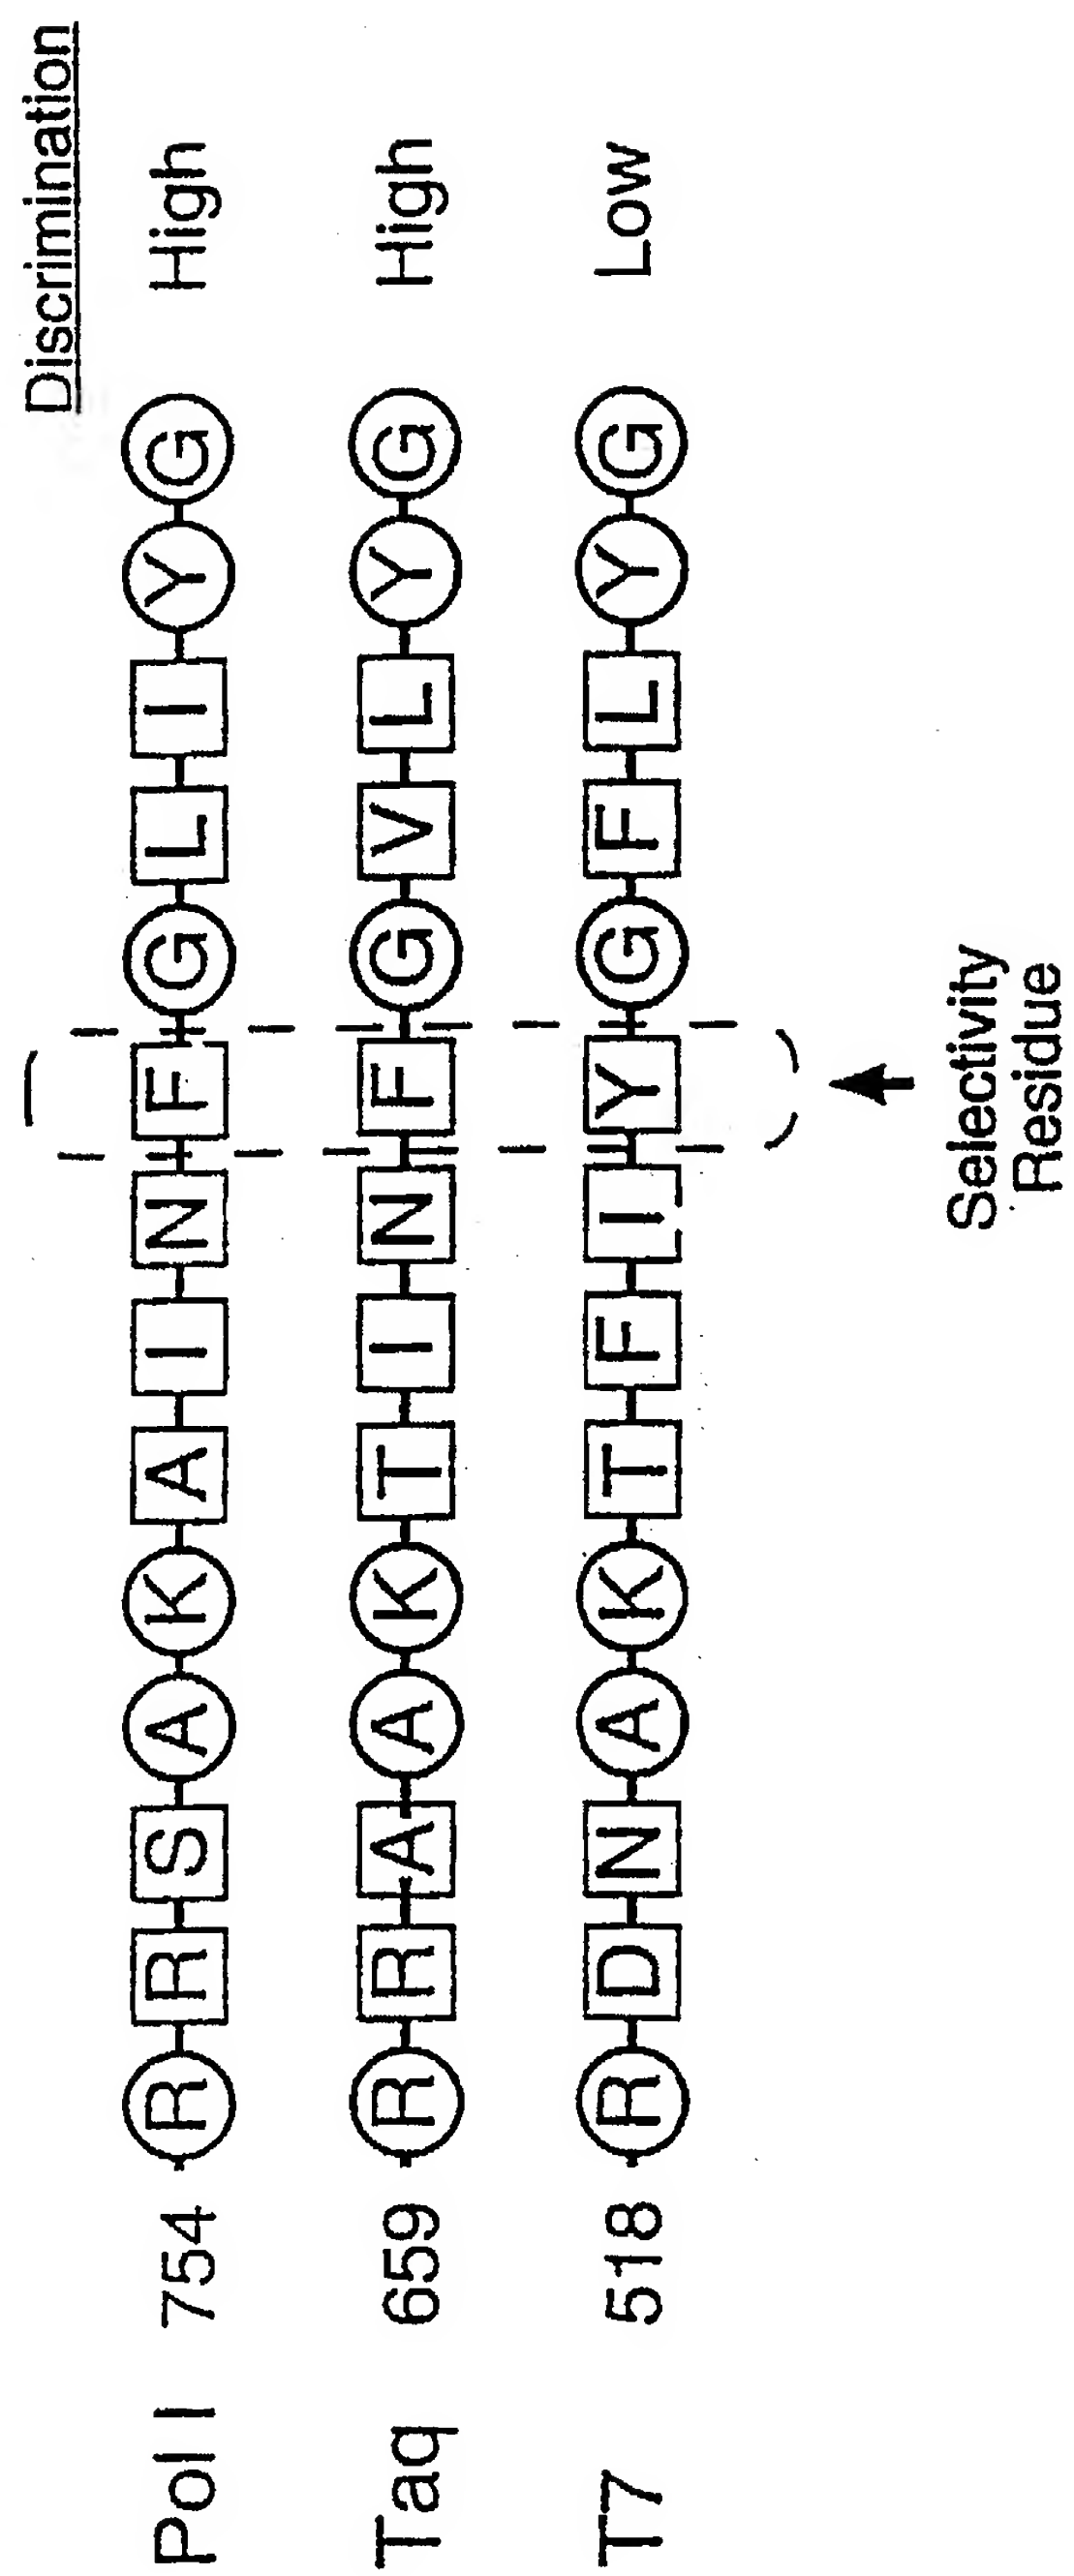 Discrimination
Pol I 754 R R S A K A I N F G L I Y G High
Taq 659 R R A A K T I N F G V L Y G High
T7 518 R D N A K T F I Y G F L Y G Low
Selectivity
Residue